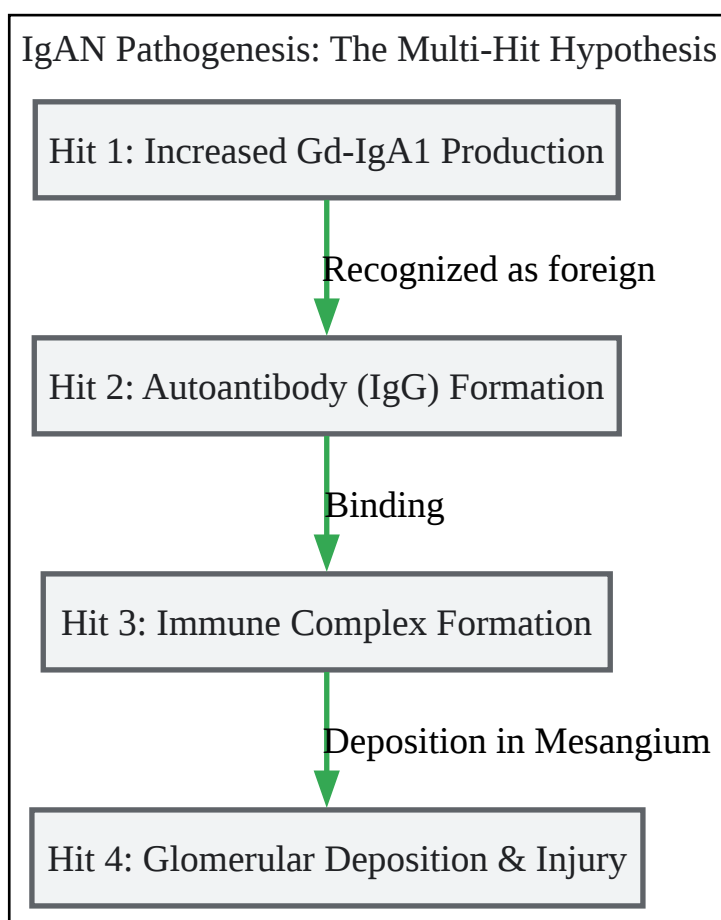 IgAN Pathogenesis: The Multi-Hit Hypothesis
Hit 1: Increased Gd-IgA1 Production
Recognized as foreign
Hit 2: Autoantibody (IgG) Formation
Binding
Hit 3: Immune Complex Formation
Deposition in Mesangium
Hit 4: Glomerular Deposition & Injury